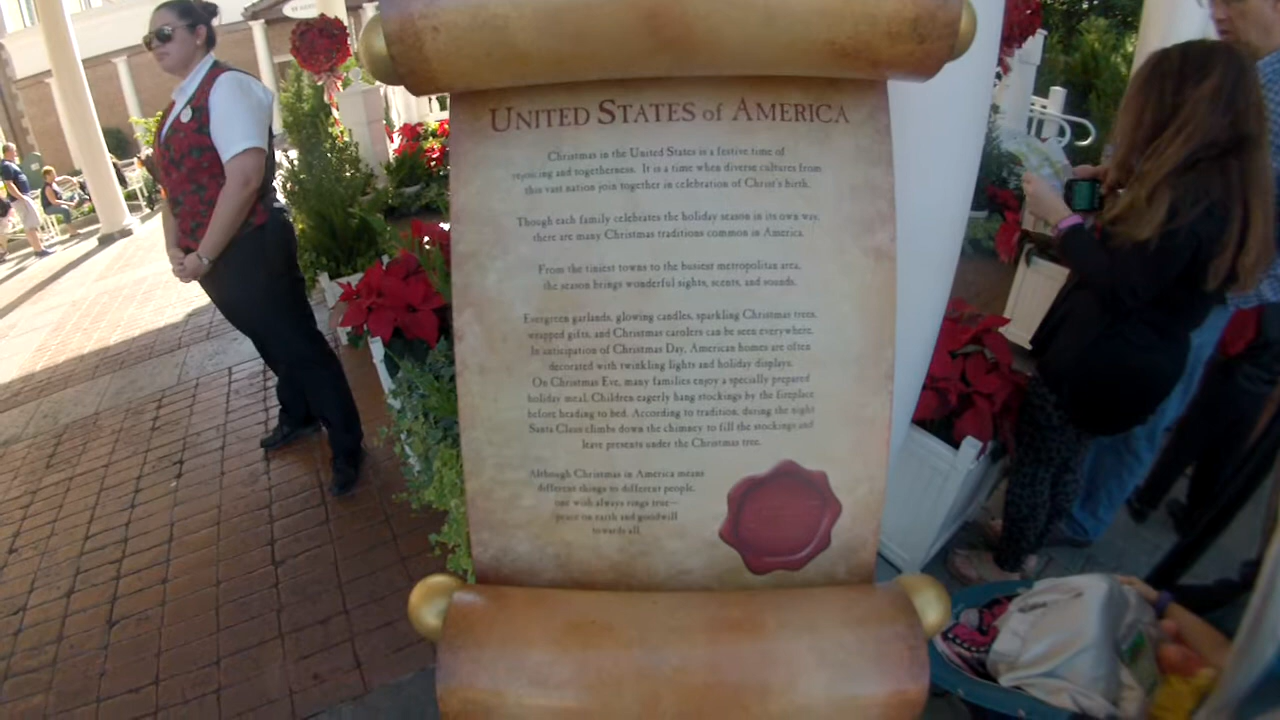 UNITED STATES of AMERICA
Christmas in the United States is a festive time of
rejoicing and togetherness. It is a time when diverse cultures from
this vast nation join together in celebration of Christ's birth.
Though each family celebrates the holiday season in its own way,
there are many Christmas traditions common in America.
From the tiniest towns to the busiest metropolitan area,
the season brings wonderful sights, scents, and sounds.
Evergreen garlands, glowing candles, sparkling Christmas trees,
wrapped gifts, and Christmas carolers can be seen everywhere.
In anticipation of Christmas Day, American homes are often
decorated with twinkling lights and holiday displays.
On Christmas Eve, many families enjoy a specially prepared
holiday meal. Children eagerly hang stockings by the fireplace
before heading to bed. According to tradition, during the night
Santa Claus climbs down the chimney to fill the stockings and
leave presents under the Christmas tree.
Although Christmas in America means
different things to different people,
one wish always rings true—
peace on earth and goodwill
towards all.